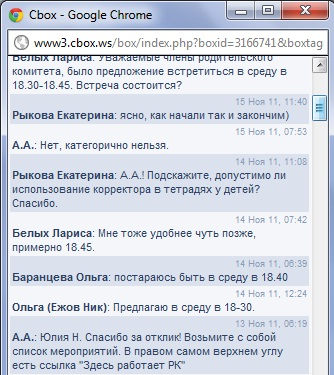 Cbox - Google Chrome
www3.cbox.ws/box/index.php?boxid=3166741&boxtag
Белых Лариса: Уважаемые члены родительского
комитета, было предложение встретиться в среду в
18.30-18.45. Встреча состоится?
15 Ноя 11, 11:40
Рыкова Екатерина: ясно, как начали так и закончим)
15 Ноя 11, 07:53
А.А.: Нет, категорично нельзя.
14 Ноя 11, 11:08
Рыкова Екатерина: А.А.! Подскажите, допустимо ли
использование корректора в тетрадях у детей?
Спасибо.
14 Ноя 11, 07:42
Белых Лариса: Мне тоже удобнее чуть позже,
примерно 18.45.
14 Ноя 11, 06:39
Баранцева Ольга: постараюсь быть в среду в 18.40
14 Ноя 11, 12:24
Ольга (Ежов Ник): Предлагаю в среду в 18-30.
13 Ноя 11, 06:19
А.А.: Юлия Н. Спасибо за отклик! Возьмите с собой
список мероприятий. В правом самом верхнем углу
есть ссылка "Здесь работает РК"